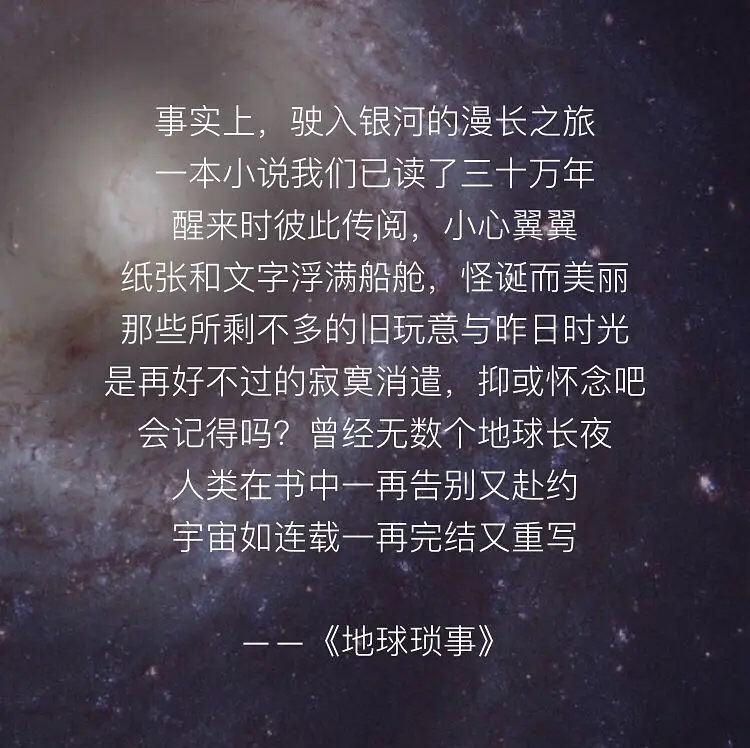 事实上，驶入银河的漫长之旅
一本小说我们已读了三十万年
醒来时彼此传阅，小心翼翼
纸张和文字浮满船舱，怪诞而美丽
那些所剩不多的旧玩意与昨日时光
是再好不过的寂寞消遣，抑或怀念吧
会记得吗？曾经无数个地球长夜
人类在书中一再告别又赴约
宇宙如连载一再完结又重写
——《地球琐事》